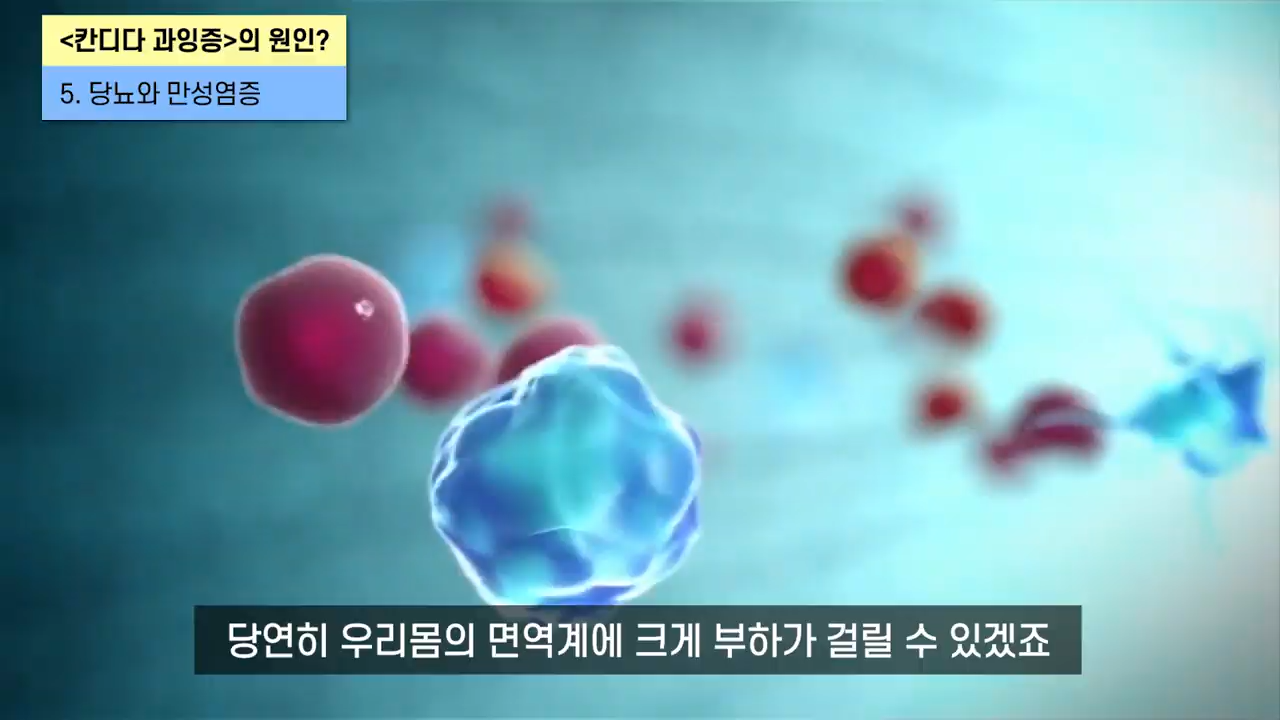 <칸디다 과잉증>의 원인?
5. 당뇨와 만성염증
당연히 우리몸의 면역계에 크게 부하가 걸릴 수 있겠죠